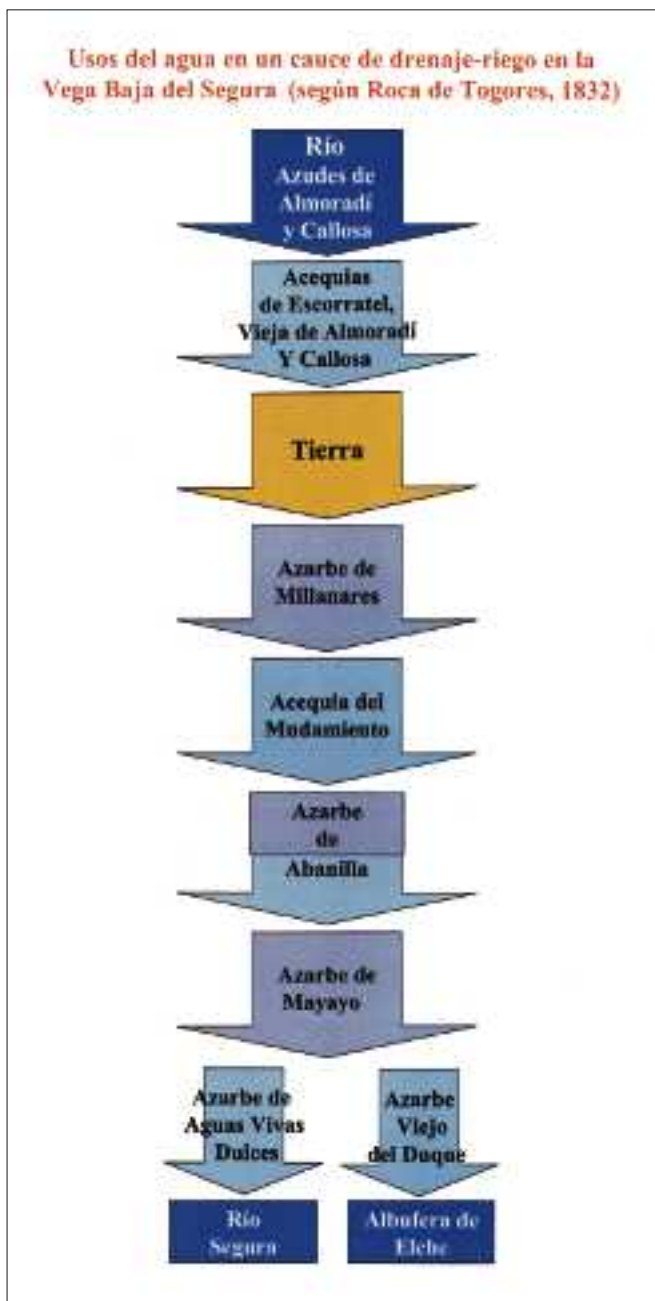 Usos del agua en un cauce de drenaje-riego en la
Vega Baja del Segura (según Roca de Togores, 1832)
Río
Azudes de
Almoradí
y Callosa
Acequias
de Escorratel,
Vieja de Almoradí
Y Callosa
Tierra
Azarbe de
Millanares
Acequia del
Mudamiento
Azarbe
de
Abanilla
Azarbe de
Mayayo
Azarbe de
Aguas Vivas
Dulces
Azarbe
Viejo
del Duque
Río
Segura
Albufera de
Elche